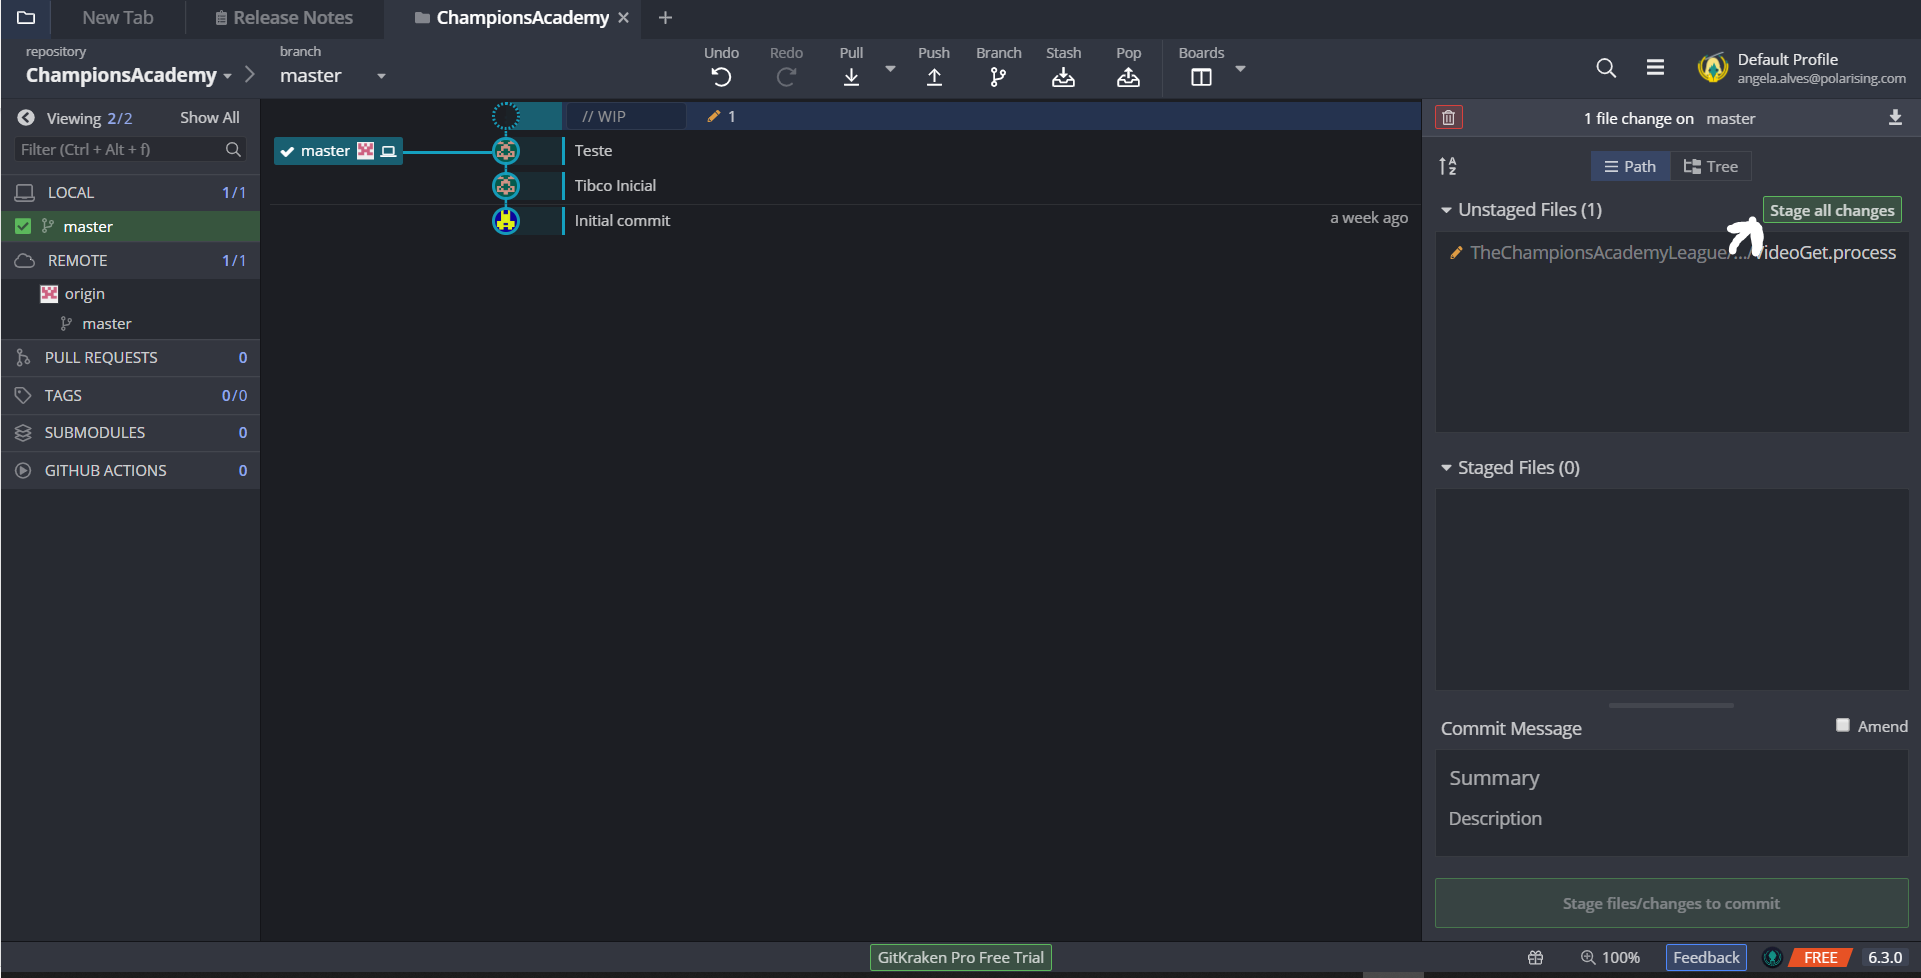 New Tab
Release Notes
ChampionsAcademy
repository
ChampionsAcademy
branch
master
Undo
Redo
Pull
Push
Branch
Stash
Pop
Boards
Default Profile
angela.alves@polarising.com
Viewing 2/2
Show All
Filter (Ctrl + Alt + f)
LOCAL 1/1
master
REMOTE 1/1
origin
master
PULL REQUESTS 0
TAGS 0/0
SUBMODULES 0
GITHUB ACTIONS 0
// WIP
1
master
Teste
Tibco Inicial
Initial commit
a week ago
1 file change on master
A
Z
Path
Tree
Unstaged Files (1)
Stage all changes
TheChampionsAcademyLeague/.../VideoGet.process
Staged Files (0)
Commit Message
Amend
Summary
Description
Stage files/changes to commit
GitKraken Pro Free Trial
100%
Feedback
FREE
6.3.0